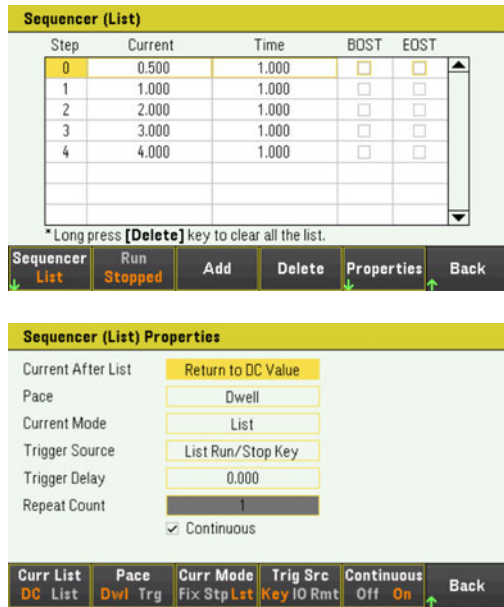 Sequencer (List)
Step Current Time BOST EOST
0 0.500 1.000
1 1.000 1.000
2 2.000 1.000
3 3.000 1.000
4 4.000 1.000
*Long press [Delete] key to clear all the list.
Sequencer Run Add Delete Properties Back
List Stopped
Sequencer (List) Properties
Current After List Return to DC Value
Pace Dwell
Current Mode List
Trigger Source List Run/Stop Key
Trigger Delay 0.000
Repeat Count 1
Continuous
Curr List Pace Curr Mode Trig Src Continuous Back
DC List Dwl Trg Fix Stp Lst Key IO Rmt Off On